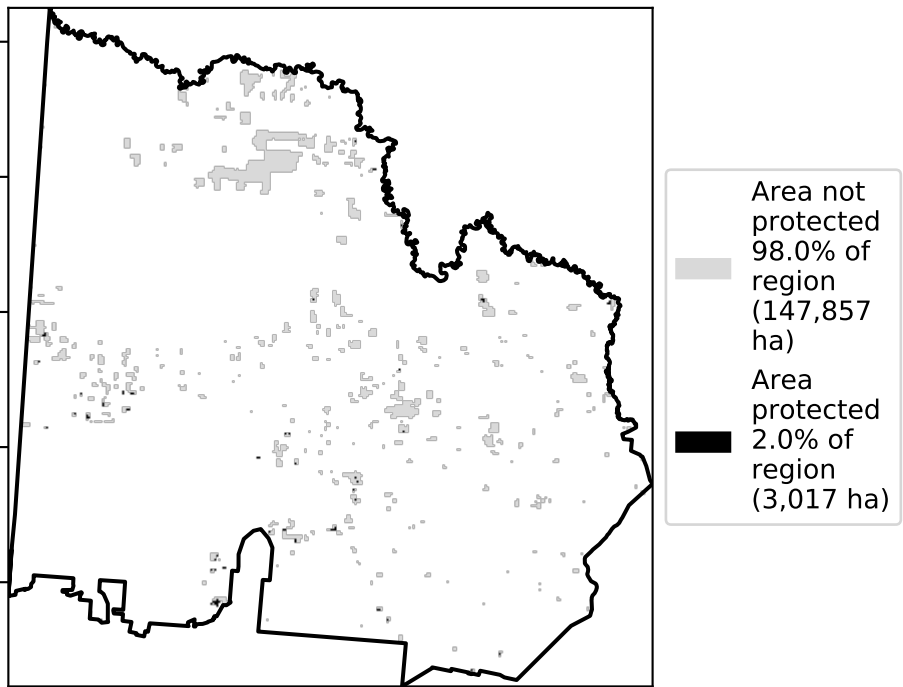 Area not
protected
98.0% of
region
(147,857
ha)
Area
protected
2.0% of
region
(3,017 ha)